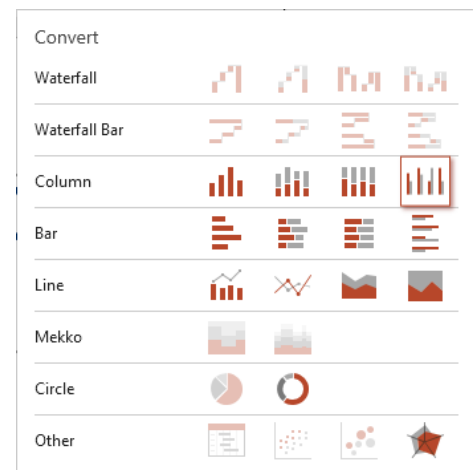 Convert
Waterfall
Waterfall Bar
Column
Bar
Line
Mekko
Circle
Other